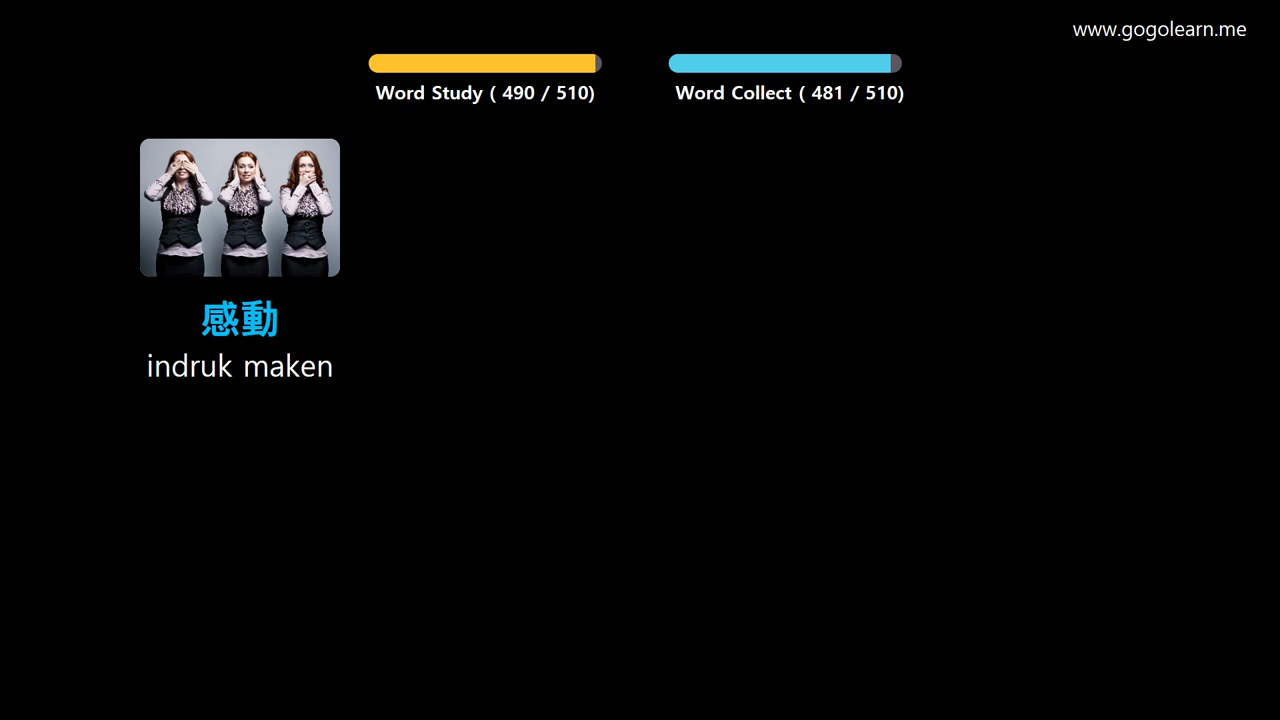 www.gogolearn.me
Word Study ( 490 / 510)
Word Collect ( 481 / 510)
感動
indruk maken